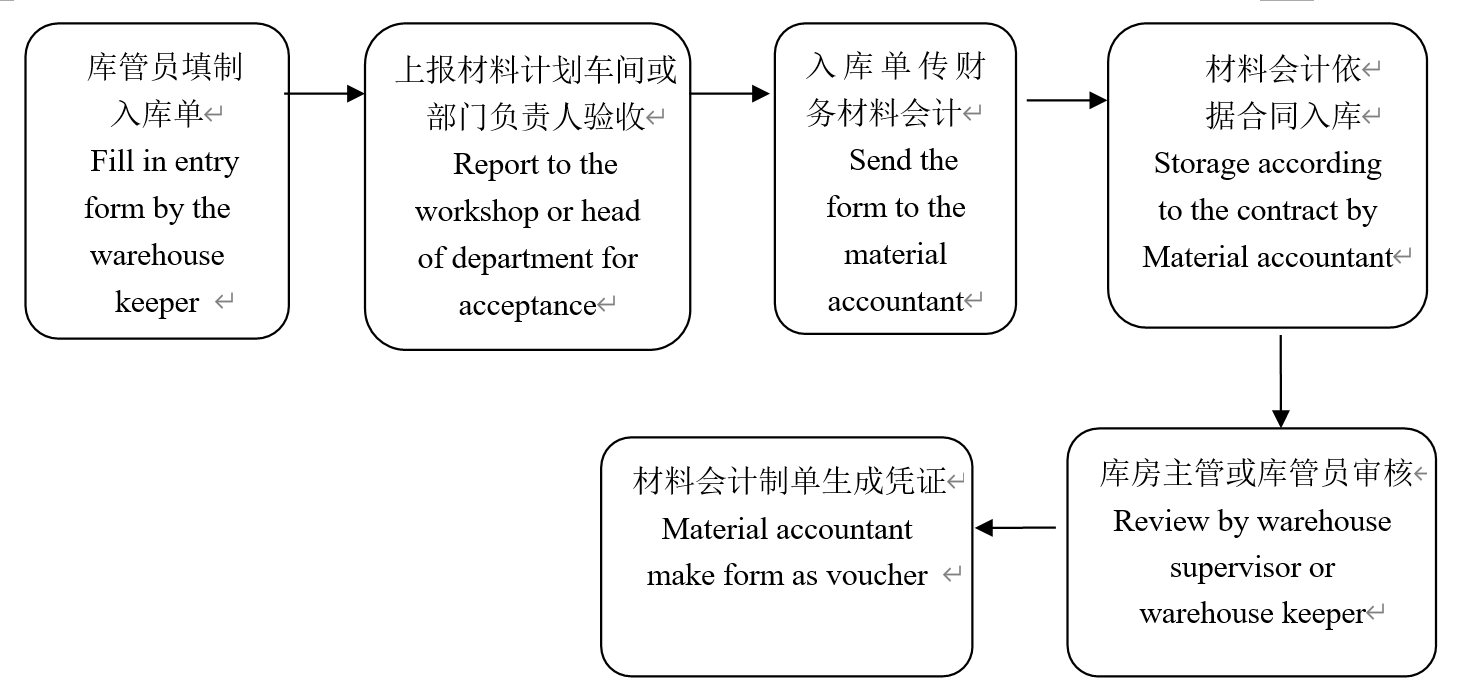 库管员填制
入库单
Fill in entry
form by the
warehouse
keeper
上报材料计划车间或
部门负责人验收
Report to the
workshop or head
of department for
acceptance
入库单传财
务材料会计
Send the
form to the
material
accountant
材料会计依
据合同入库
Storage according
to the contract by
Material accountant
库房主管或库管员审核
Review by warehouse
supervisor or
warehouse keeper
材料会计制单生成凭证
Material accountant
make form as voucher